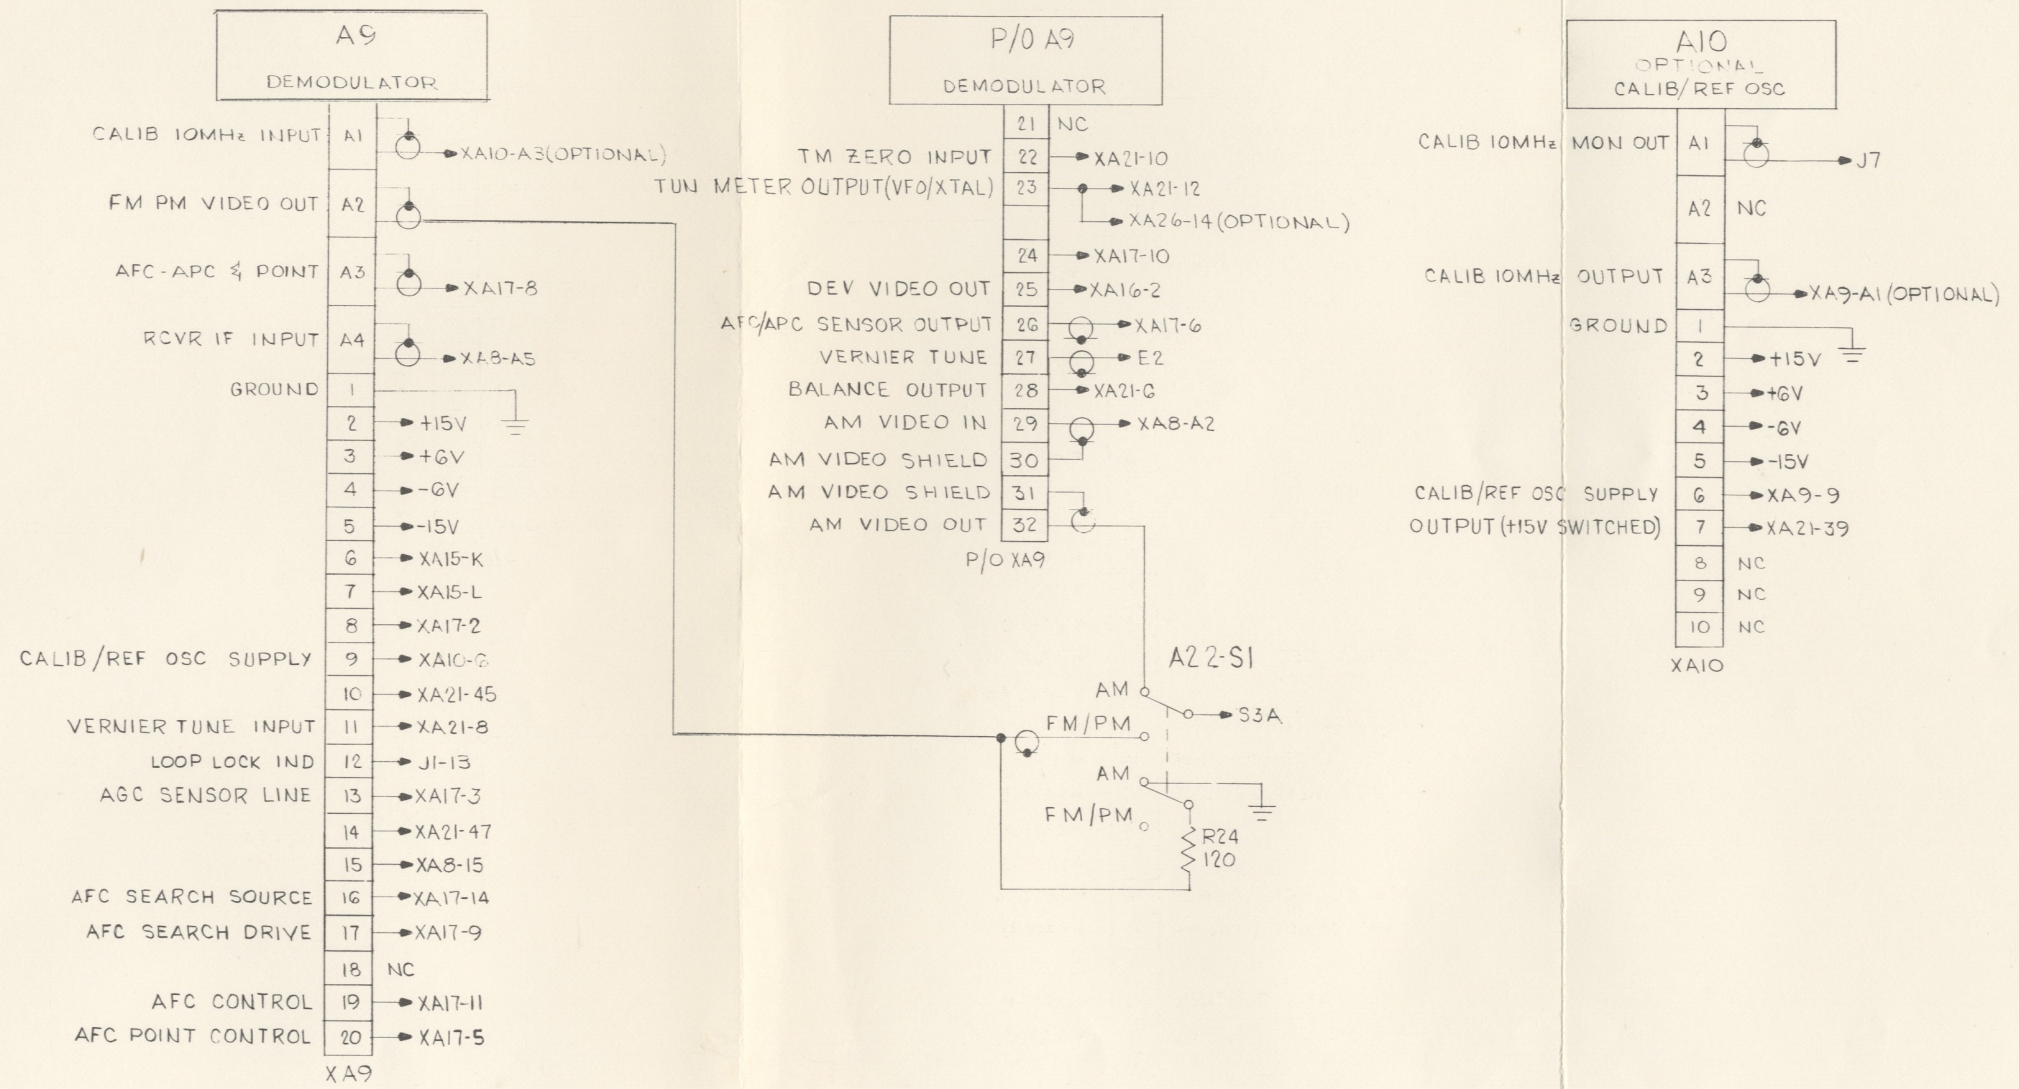 A9
DEMODULATOR
CALIB 10MHz INPUT A1
XA10-A3(OPTIONAL)
FM PM VIDEO OUT A2
AFC-APC & POINT A3
XA17-8
RCVR IF INPUT A4
XA8-A5
GROUND 1
2 +15V
3 +6V
4 -6V
5 -15V
6 XA15-K
7 XA15-L
8 XA17-2
CALIB/REF OSC SUPPLY 9 XA10-6
10 XA21-45
VERNIER TUNE INPUT 11 XA21-8
LOOP LOCK IND 12 J1-13
AGC SENSOR LINE 13 XA17-3
14 XA21-47
15 XA8-15
AFC SEARCH SOURCE 16 XA17-14
AFC SEARCH DRIVE 17 XA17-9
18 NC
AFC CONTROL 19 XA17-11
AFC POINT CONTROL 20 XA17-5
XA9
P/O A9
DEMODULATOR
21 NC
TM ZERO INPUT 22 XA21-10
TUN METER OUTPUT(VFO/XTAL) 23 XA21-12
XA26-14(OPTIONAL)
24 XA17-10
DEV VIDEO OUT 25 XA16-2
AFC/APC SENSOR OUTPUT 26 XA17-6
VERNIER TUNE 27 E2
BALANCE OUTPUT 28 XA21-6
AM VIDEO IN 29 XA8-A2
AM VIDEO SHIELD 30
AM VIDEO SHIELD 31
AM VIDEO OUT 32
P/O XA9
A22-S1
AM
S3A
FM/PM
AM
FM/PM
R24
120
A10
OPTIONAL
CALIB/REF OSC
CALIB 10MHz MON OUT A1
J7
A2 NC
CALIB 10MHz OUTPUT A3
XA9-A1(OPTIONAL)
GROUND 1
2 +15V
3 +6V
4 -6V
5 -15V
CALIB/REF OSC SUPPLY 6 XA9-9
OUTPUT(+15V SWITCHED) 7 XA21-39
8 NC
9 NC
10 NC
XA10